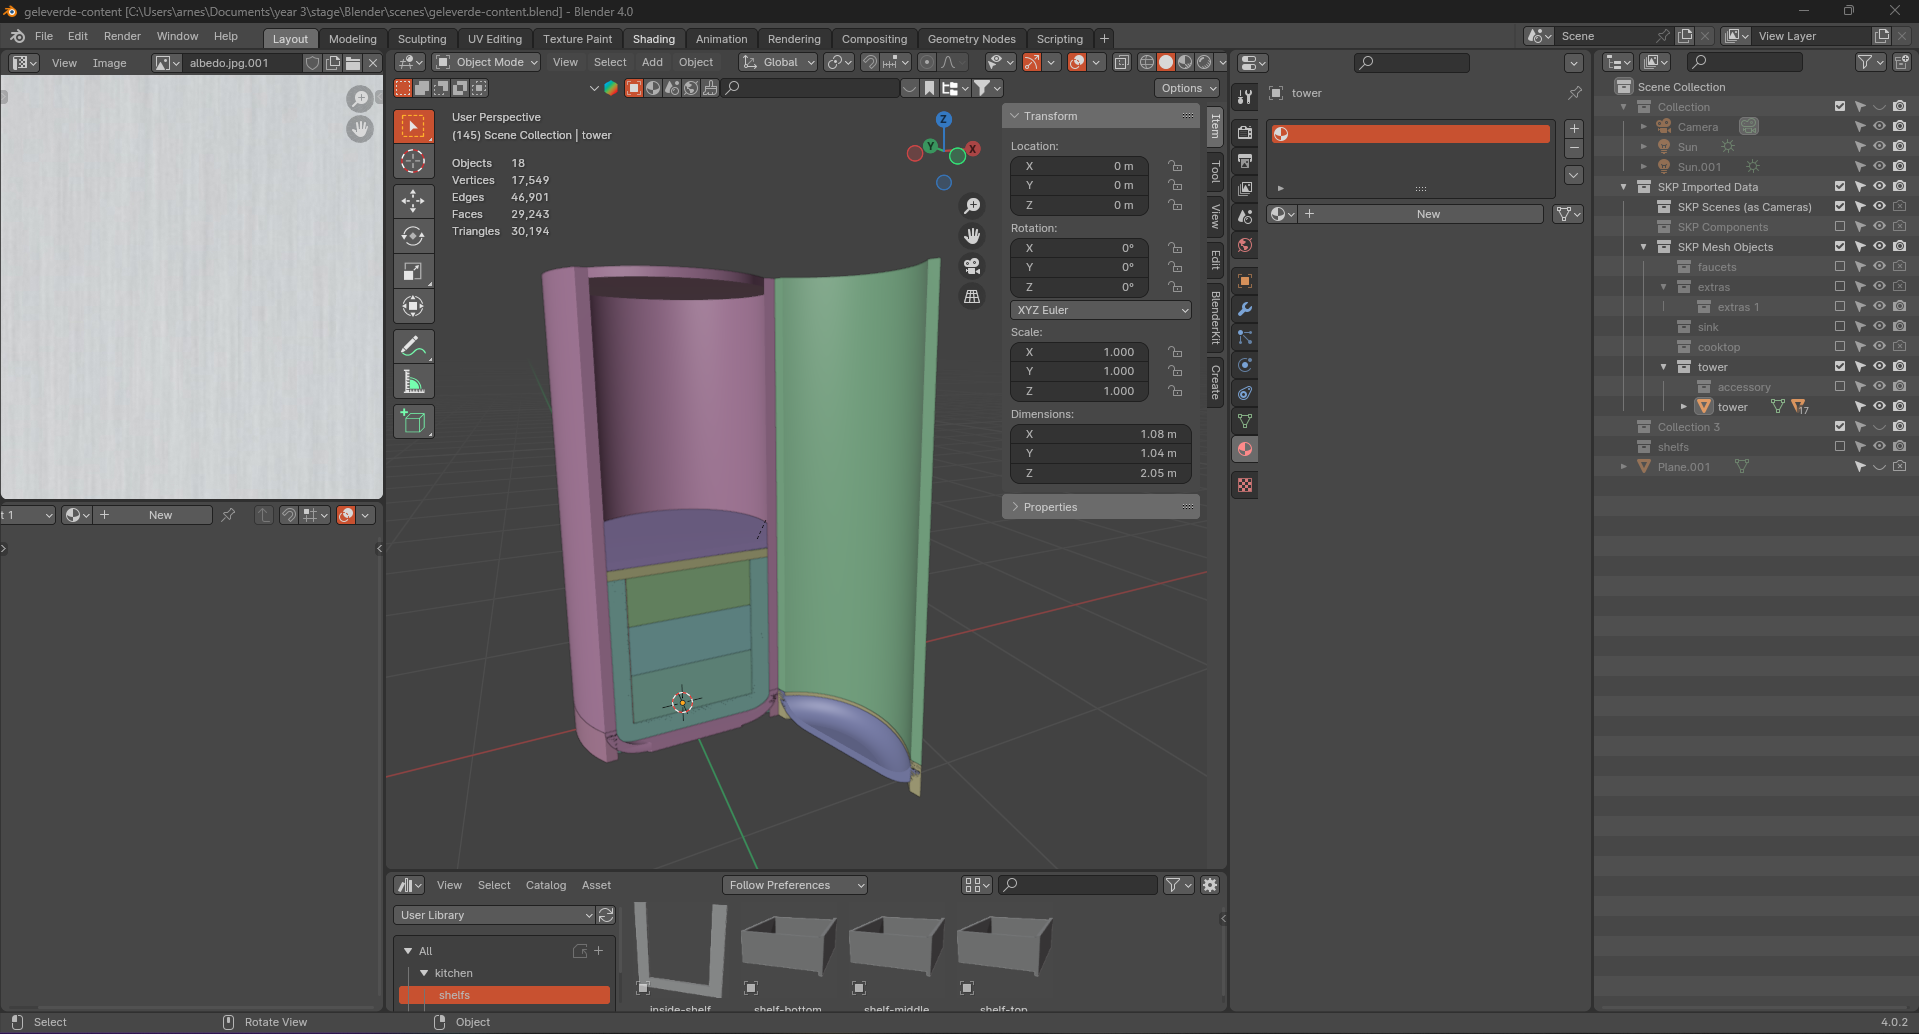 geleverde-content [C:\Users\arnes\Documents\year 3\stage\Blender\scenes\geleverde-content.blend] - Blender 4.0
File Edit Render Window Help Layout Modeling Sculpting UV Editing Texture Paint Shading Animation Rendering Compositing Geometry Nodes Scripting + Scene View Layer
View Image albedo.jpg.001 Object Mode View Select Add Object Global
Options
User Perspective
(145) Scene Collection | tower
Objects 18
Vertices 17,549
Edges 46,901
Faces 29,243
Triangles 30,194
Z
Y
X
Transform
Location:
X 0 m
Y 0 m
Z 0 m
Rotation:
X 0°
Y 0°
Z 0°
XYZ Euler
Scale:
X 1.000
Y 1.000
Z 1.000
Dimensions:
X 1.08 m
Y 1.04 m
Z 2.05 m
Properties
Item
Tool
View
Edit
BlenderKit
Create
tower
New
Scene Collection
Collection
Camera
Sun
Sun.001
SKP Imported Data
SKP Scenes (as Cameras)
SKP Components
SKP Mesh Objects
faucets
extras
extras 1
sink
cooktop
tower
accessory
tower 17
Collection 3
shelfs
Plane.001
t 1 New
View Select Catalog Asset Follow Preferences
User Library
All
kitchen
shelfs
inside-shelf shelf-bottom shelf-middle shelf-top
Select Rotate View Object 4.0.2